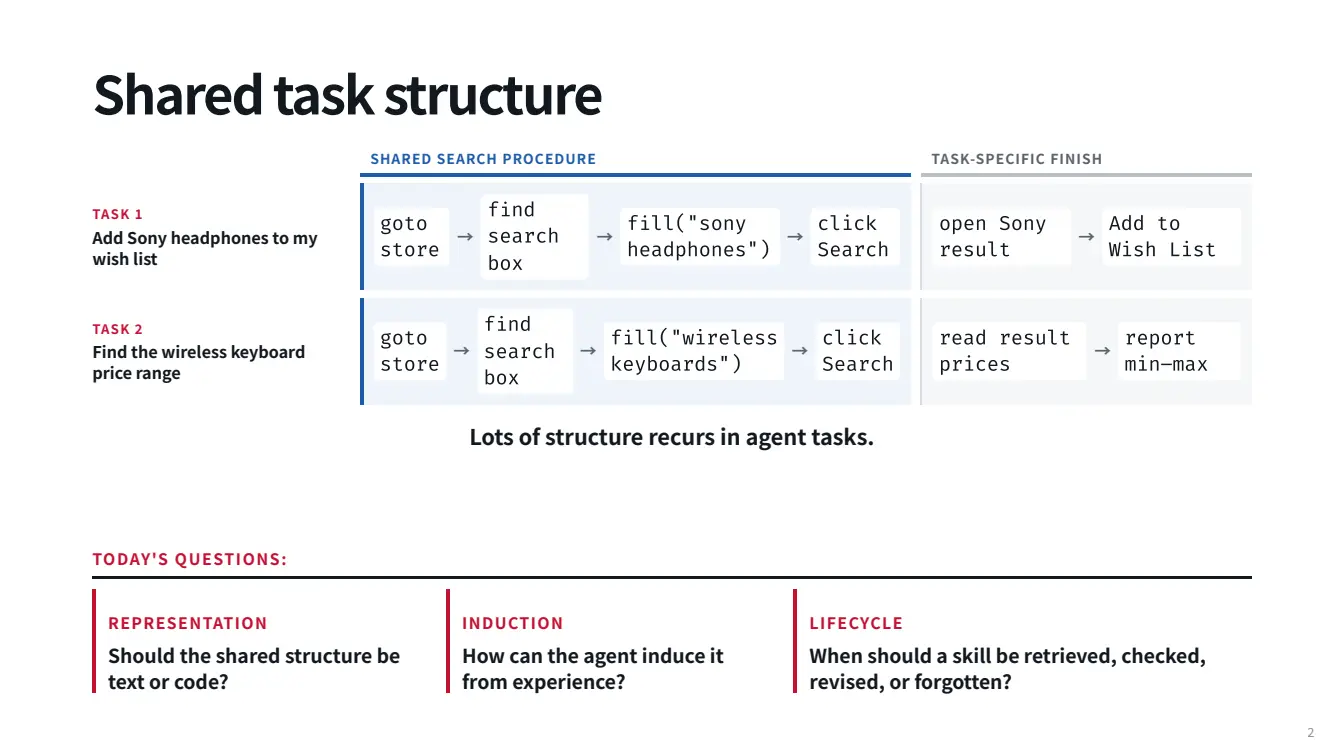 Shared task structure
SHARED SEARCH PROCEDURE
TASK-SPECIFIC FINISH
TASK 1
Add Sony headphones to my
wish list
goto
store
→
find
search
box
→
fill("sony
headphones")
→
click
Search
open Sony
result
→
Add to
Wish List
TASK 2
Find the wireless keyboard
price range
goto
store
→
find
search
box
→
fill("wireless
keyboards")
→
click
Search
read result
prices
→
report
min–max
Lots of structure recurs in agent tasks.
TODAY'S QUESTIONS:
REPRESENTATION
Should the shared structure be
text or code?
INDUCTION
How can the agent induce it
from experience?
LIFECYCLE
When should a skill be retrieved, checked,
revised, or forgotten?
2